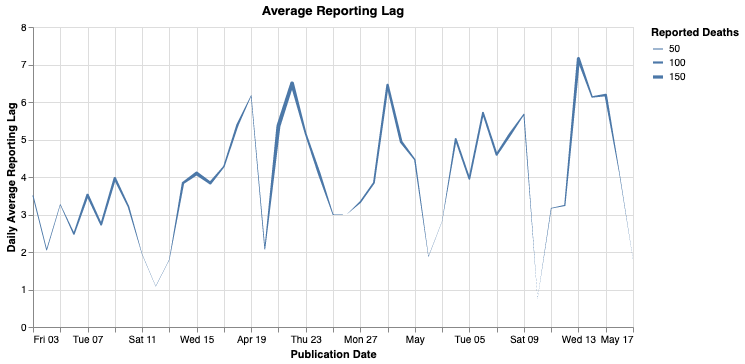 Average Reporting Lag
Reported Deaths
50
100
150
Daily Average Reporting Lag
8
7
6
5
4
3
2
1
0
Fri 03 Tue 07 Sat 11 Wed 15 Apr 19 Thu 23 Mon 27 May Tue 05 Sat 09 Wed 13 May 17
Publication Date